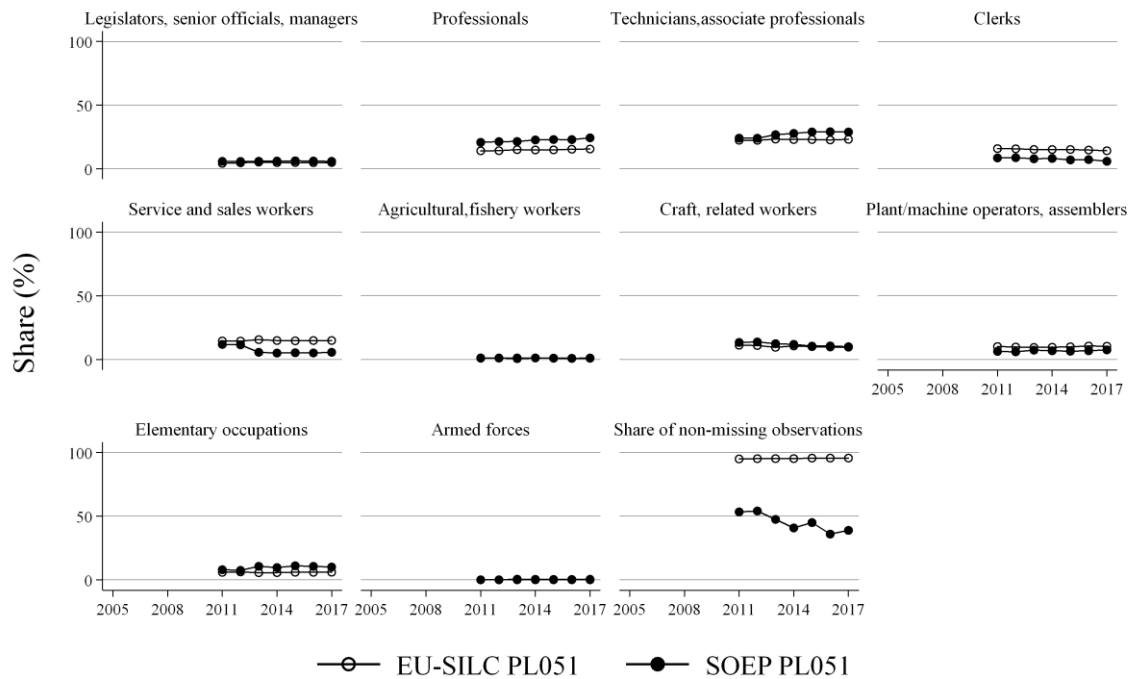 Legislators, senior officials, managers
Professionals
Technicians,associate professionals
Clerks
100
50
0
Service and sales workers
Agricultural,fishery workers
Craft, related workers
Plant/machine operators, assemblers
100
50
0
2005 2008 2011 2014 2017
Share (%)
Elementary occupations
Armed forces
Share of non-missing observations
100
50
0
2005 2008 2011 2014 2017
2005 2008 2011 2014 2017
2005 2008 2011 2014 2017
EU-SILC PL051
SOEP PL051